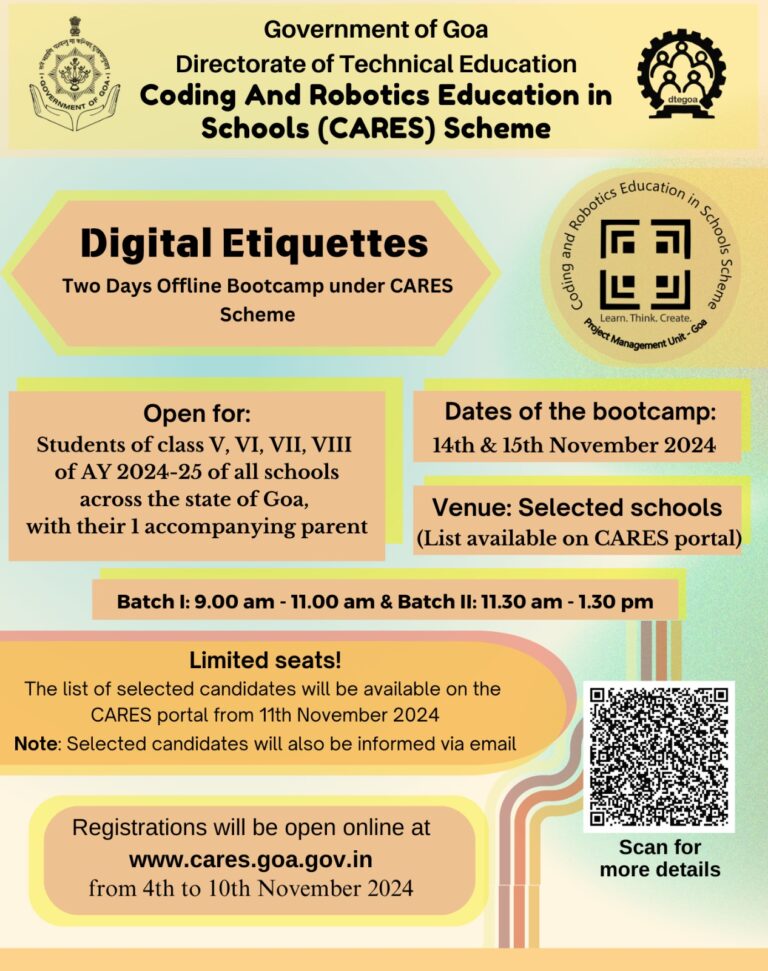 Government of Goa
Directorate of Technical Education
Coding And Robotics Education in
Schools (CARES) Scheme
GOVERNMENT OF GOA
dtegoa
Digital Etiquettes
Two Days Offline Bootcamp under CARES
Scheme
Coding and Robotics Education in Schools Scheme
Learn. Think. Create.
Project Management Unit - Goa
Open for:
Students of class V, VI, VII, VIII
of AY 2024-25 of all schools
across the state of Goa,
with their 1 accompanying parent
Dates of the bootcamp:
14th & 15th November 2024
Venue: Selected schools
(List available on CARES portal)
Batch I: 9.00 am - 11.00 am & Batch II: 11.30 am - 1.30 pm
Limited seats!
The list of selected candidates will be available on the
CARES portal from 11th November 2024
Note: Selected candidates will also be informed via email
Registrations will be open online at
www.cares.goa.gov.in
from 4th to 10th November 2024
Scan for
more details